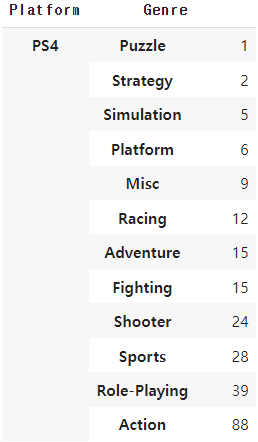 Platform Genre
PS4 Puzzle 1
Strategy 2
Simulation 5
Platform 6
Misc 9
Racing 12
Adventure 15
Fighting 15
Shooter 24
Sports 28
Role-Playing 39
Action 88